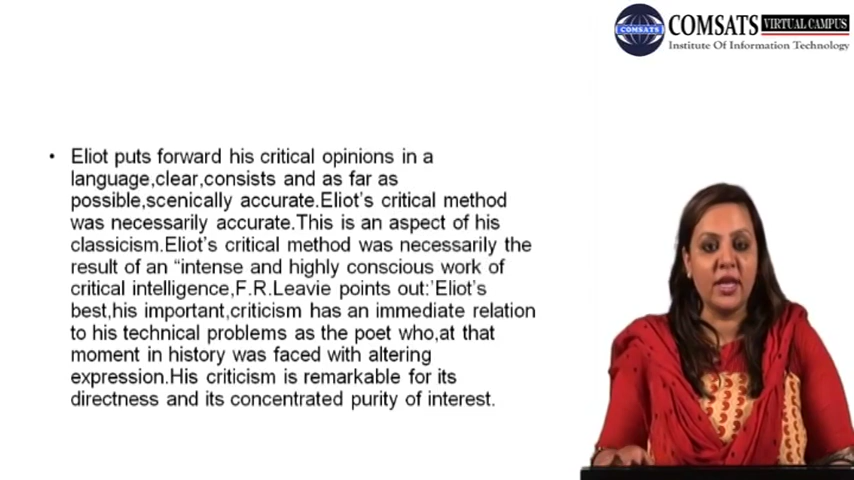 COMSATS VIRTUAL CAMPUS
Institute Of Information Technology
COMSATS
• Eliot puts forward his critical opinions in a
language,clear,consists and as far as
possible,scenically accurate.Eliot's critical method
was necessarily accurate.This is an aspect of his
classicism.Eliot's critical method was necessarily the
result of an “intense and highly conscious work of
critical intelligence,F.R.Leavie points out:'Eliot's
best,his important,criticism has an immediate relation
to his technical problems as the poet who,at that
moment in history was faced with altering
expression.His criticism is remarkable for its
directness and its concentrated purity of interest.